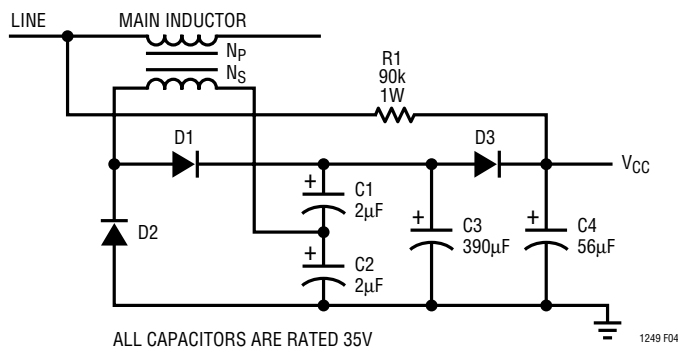 LINE
MAIN INDUCTOR
NP
NS
R1
90k
1W
D1
D3
VCC
D2
+
C1
2μF
+
C2
2μF
+
C3
390μF
+
C4
56μF
ALL CAPACITORS ARE RATED 35V
1249 F04